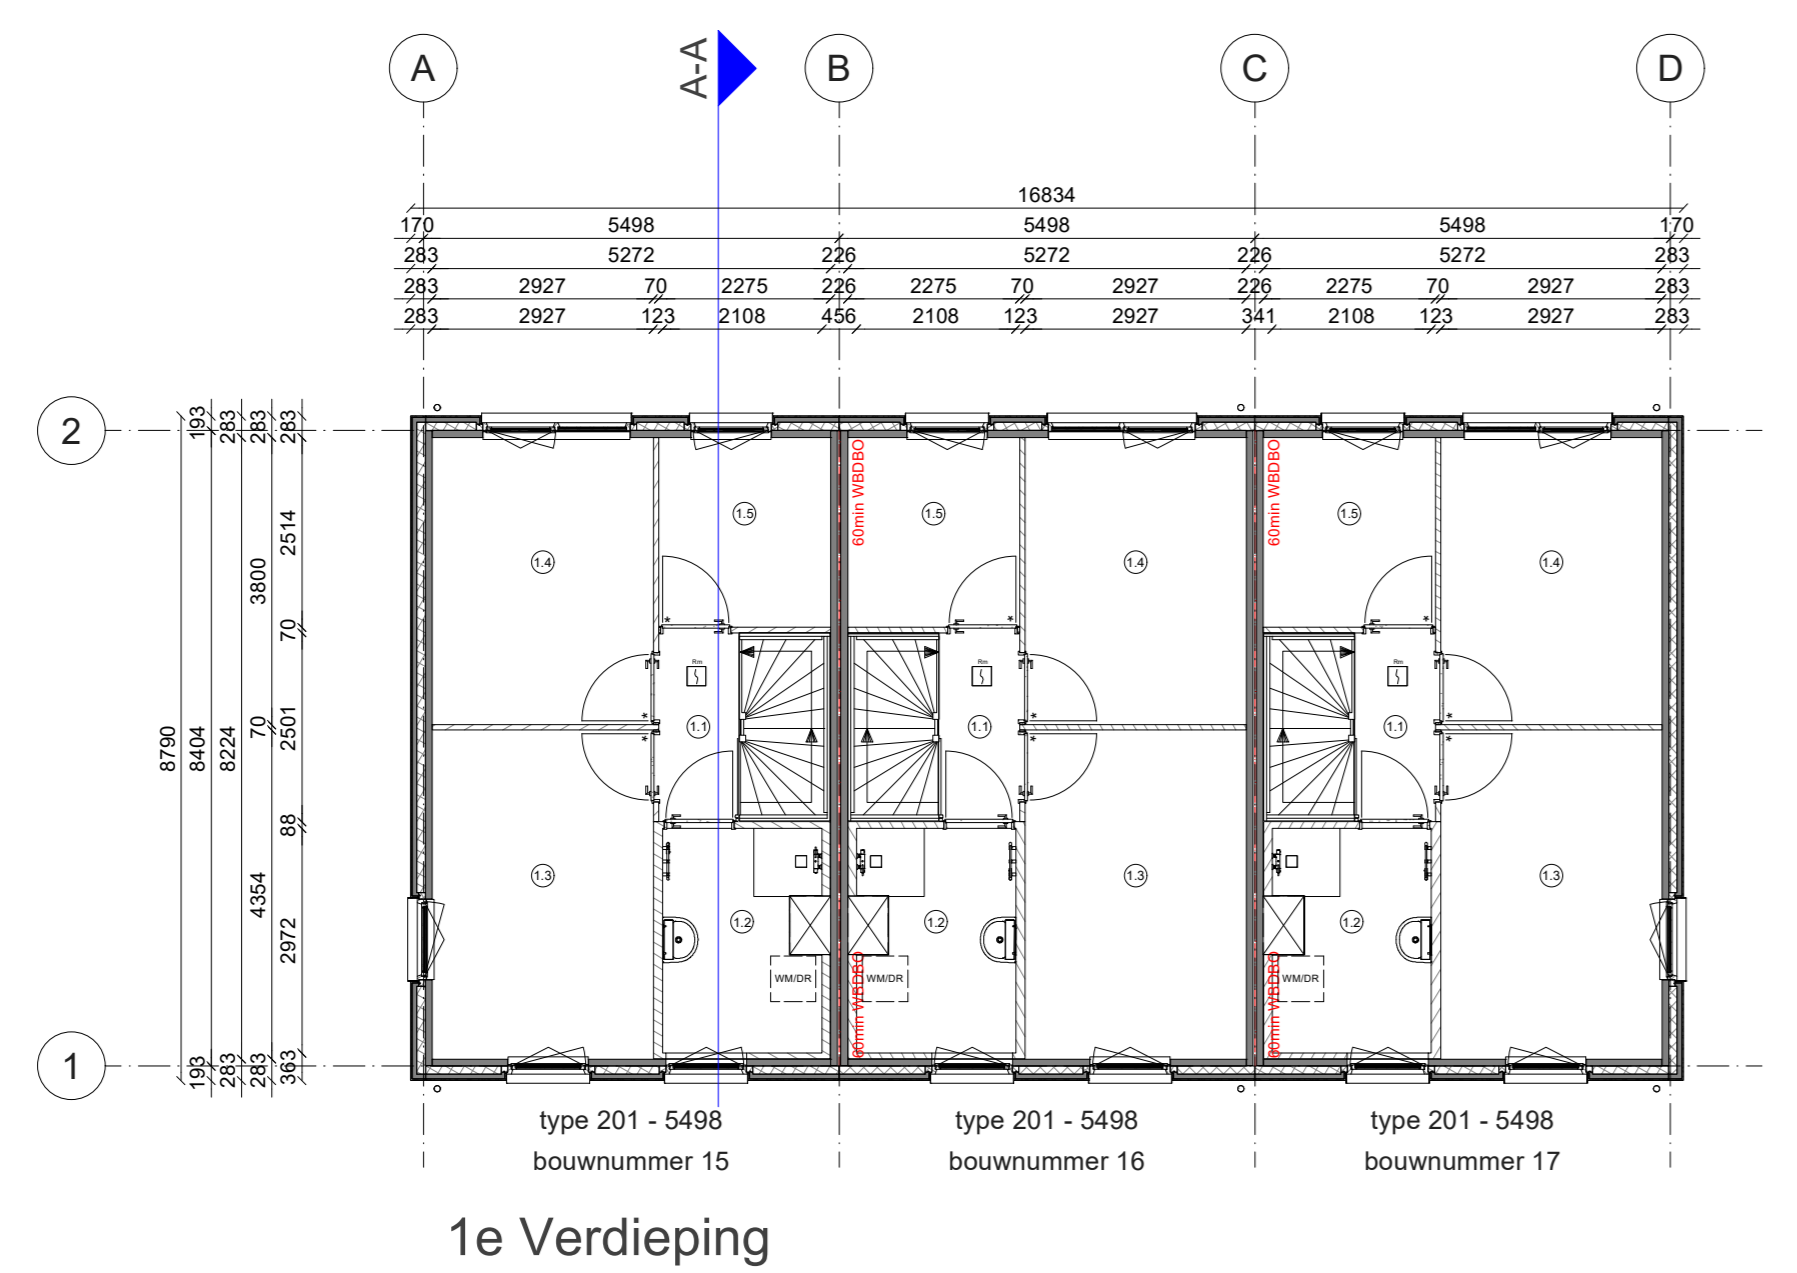 A
A-A
B
C
D
16834
170 5498 5498 5498 170
283 5272 226 5272 226 5272 283
283 2927 70 2275 226 2275 70 2927 226 2275 70 2927 283
283 2927 123 2108 456 2108 123 2927 341 2108 123 2927 283
2
193 283 283 283
60min WBDBO 60min WBDBO
1.5 1.5 1.5
1.4 1.4 1.4
2514
3800
70
* * *
Rm Rm Rm
* * *
1.1 1.1 1.1
* * *
8790 8404 8224 70 2501
88
4354
2972
1.3 1.3 1.3
1.2 1.2 1.2
WM/DR WM/DR WM/DR
60min WBDBO 60min WBDBO
1
193 283 283 363
type 201 - 5498 type 201 - 5498 type 201 - 5498
bouwnummer 15 bouwnummer 16 bouwnummer 17
1e Verdieping